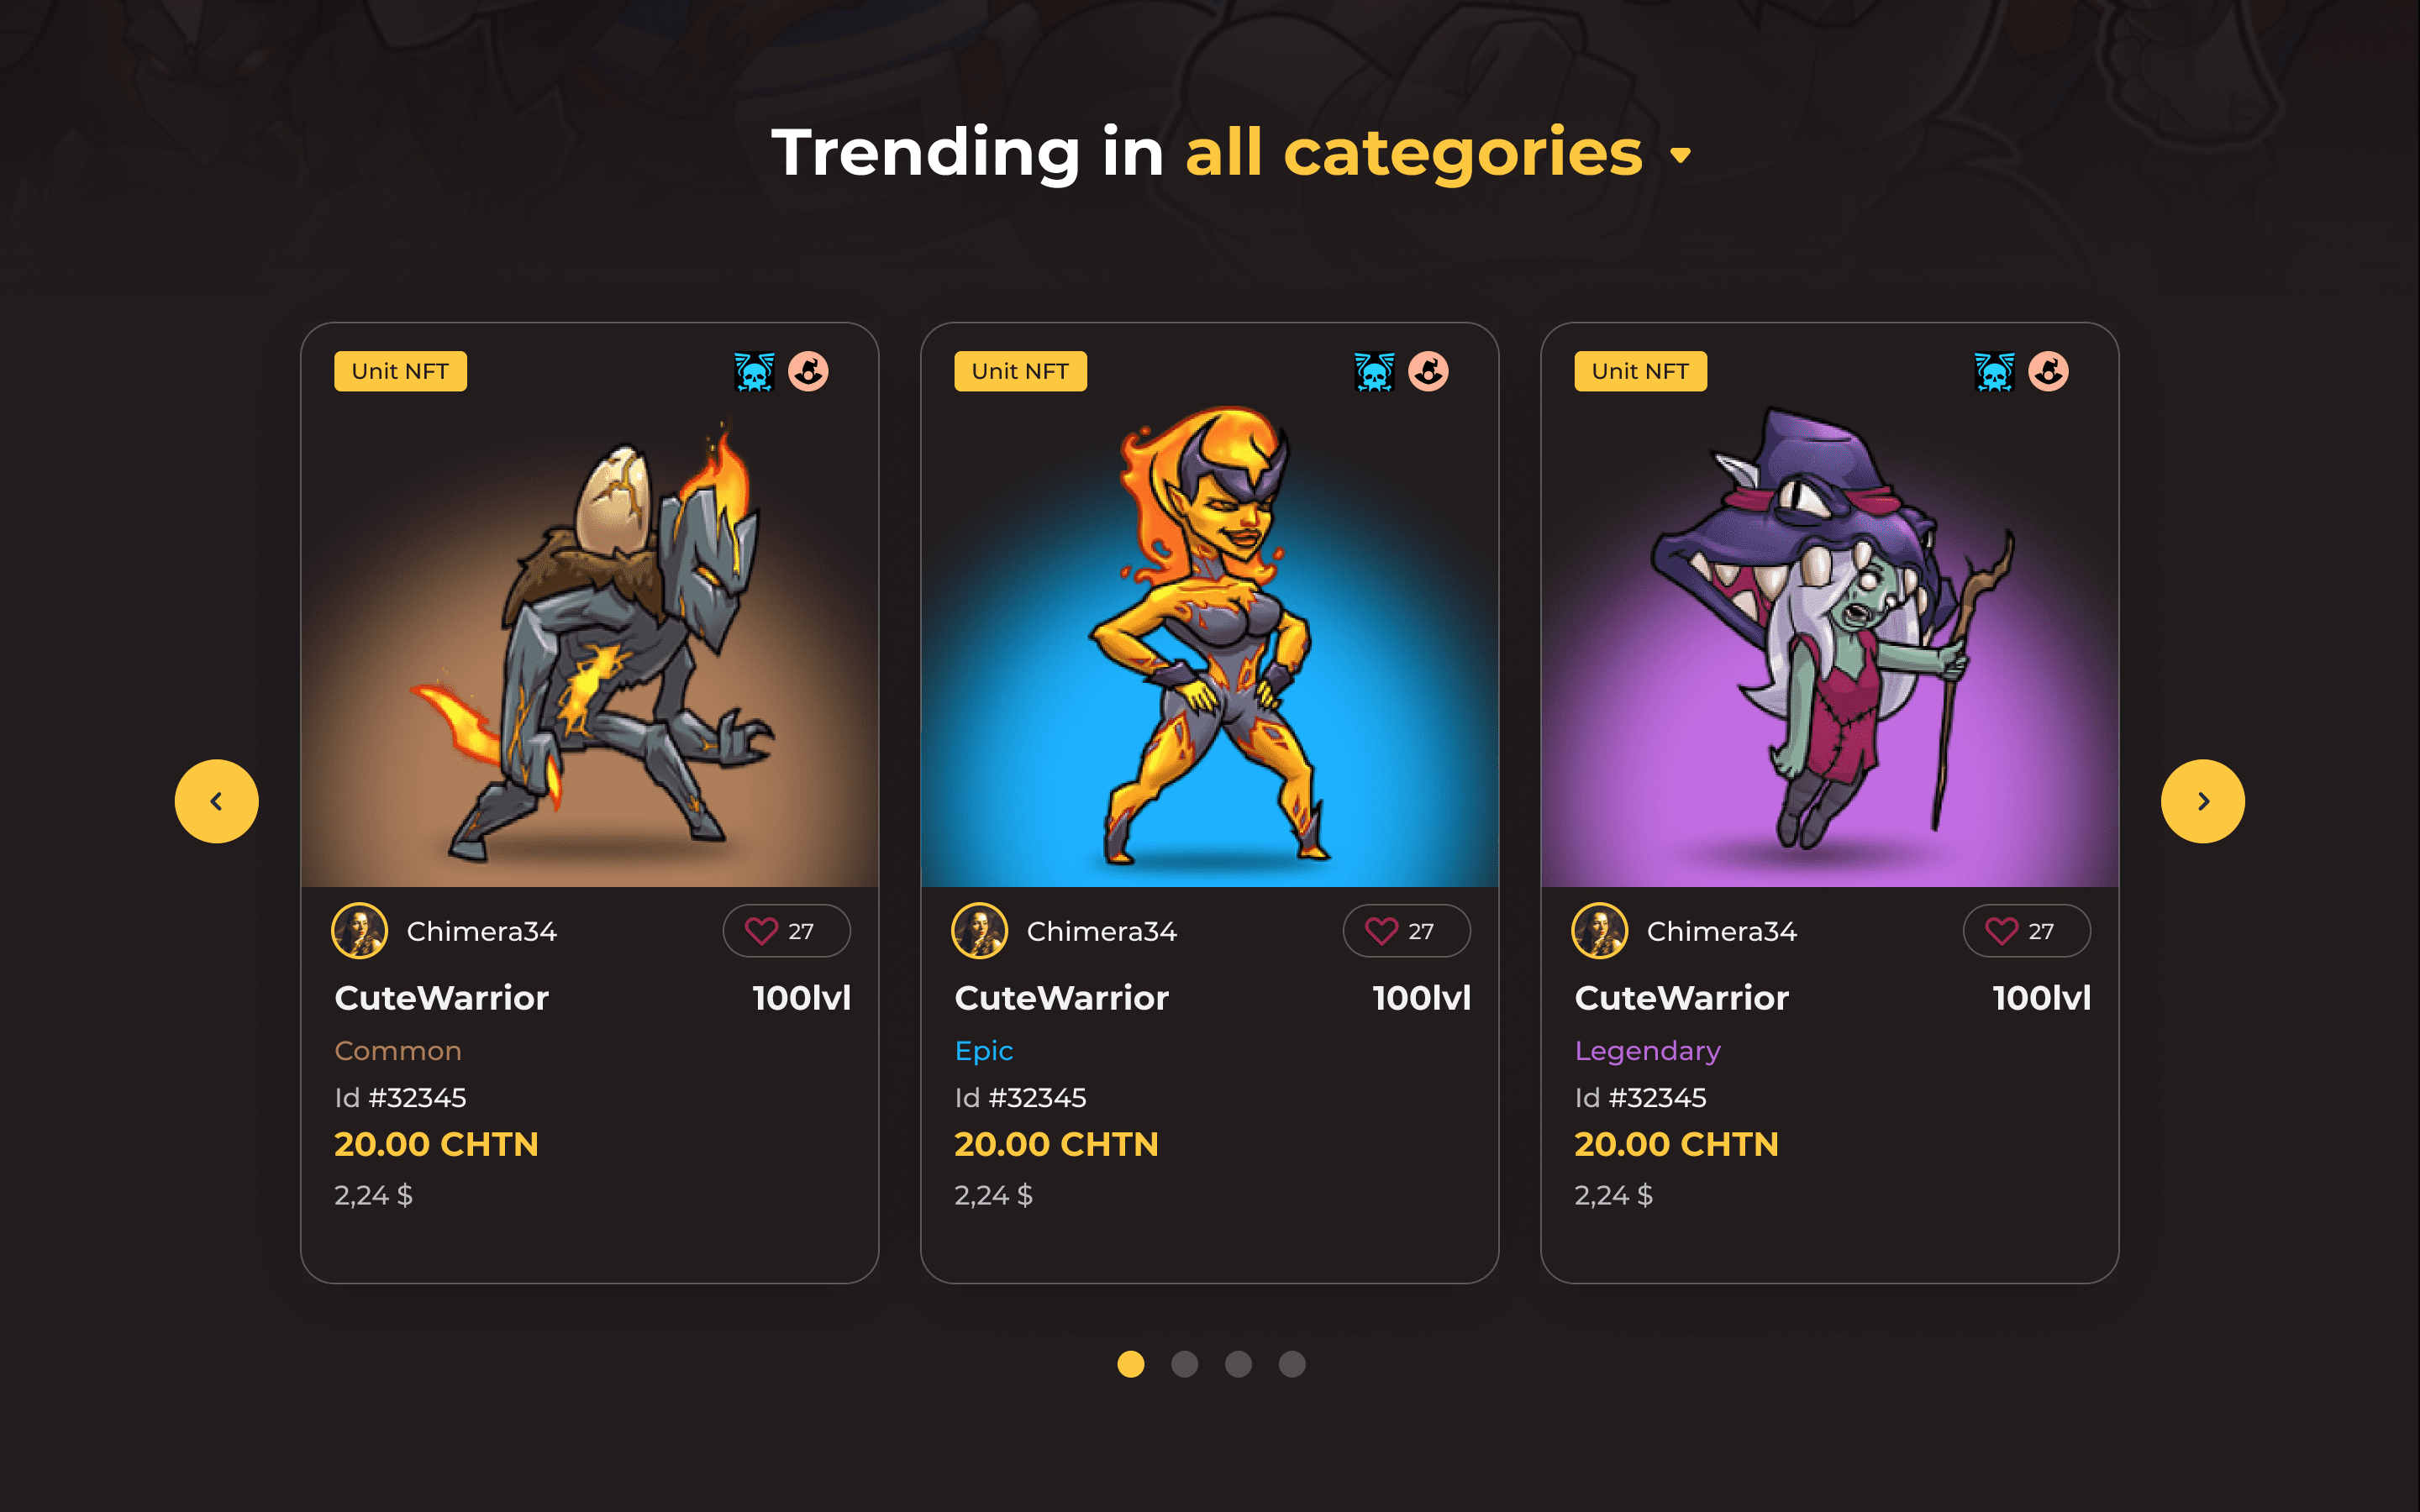 Trending in all categories
Unit NFT
Chimera34
27
CuteWarrior
100lvl
Common
Id #32345
20.00 CHTN
2,24 $
Unit NFT
Chimera34
27
CuteWarrior
100lvl
Epic
Id #32345
20.00 CHTN
2,24 $
Unit NFT
Chimera34
27
CuteWarrior
100lvl
Legendary
Id #32345
20.00 CHTN
2,24 $